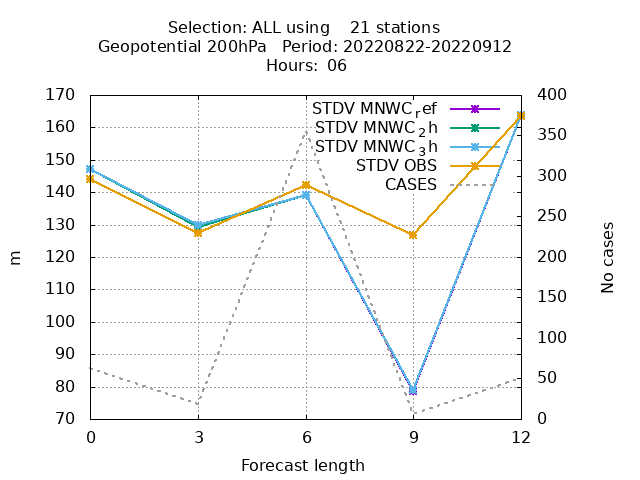 Selection: ALL using 21 stations
Geopotential 200hPa Period: 20220822-20220912
Hours: 06
170
160
150
140
130
120
110
100
90
80
70
m
STDV MNWC_ref
STDV MNWC_2h
STDV MNWC_3h
STDV OBS
CASES
400
350
300
250
200
150
100
50
0
No cases
0 3 6 9 12
Forecast length